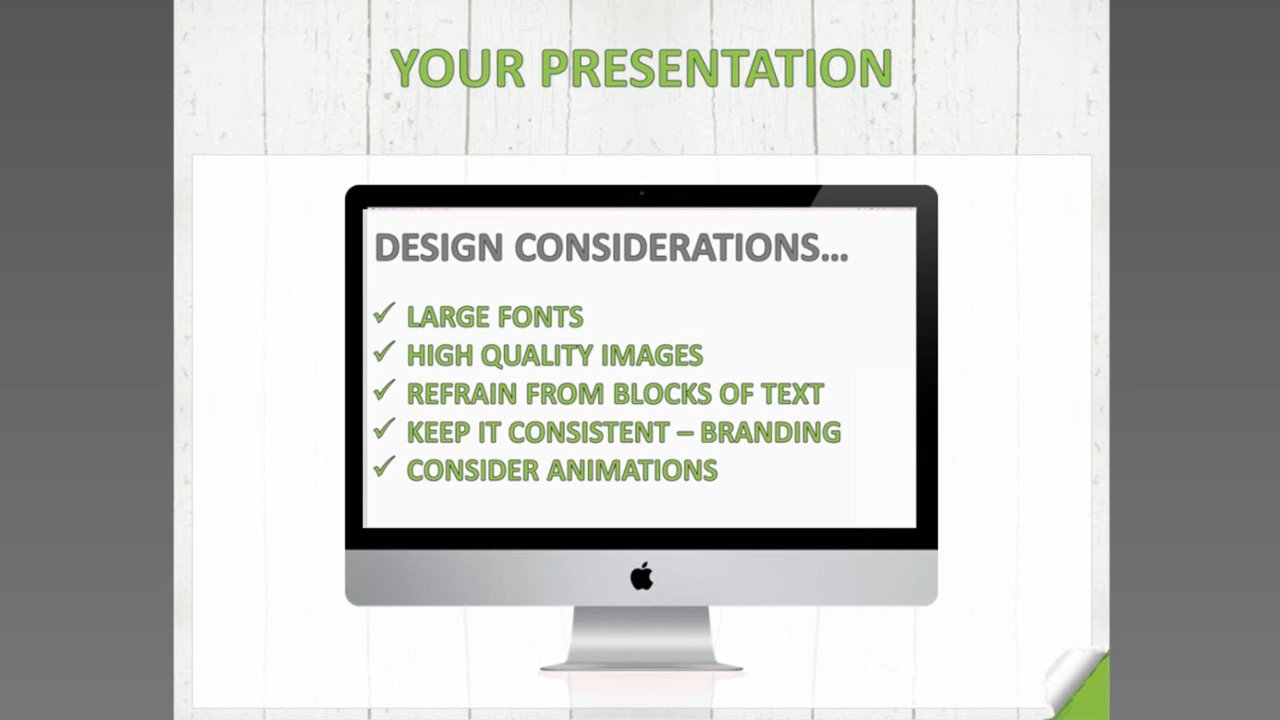 YOUR PRESENTATION
DESIGN CONSIDERATIONS...
✓ LARGE FONTS
✓ HIGH QUALITY IMAGES
✓ REFRAIN FROM BLOCKS OF TEXT
✓ KEEP IT CONSISTENT – BRANDING
✓ CONSIDER ANIMATIONS